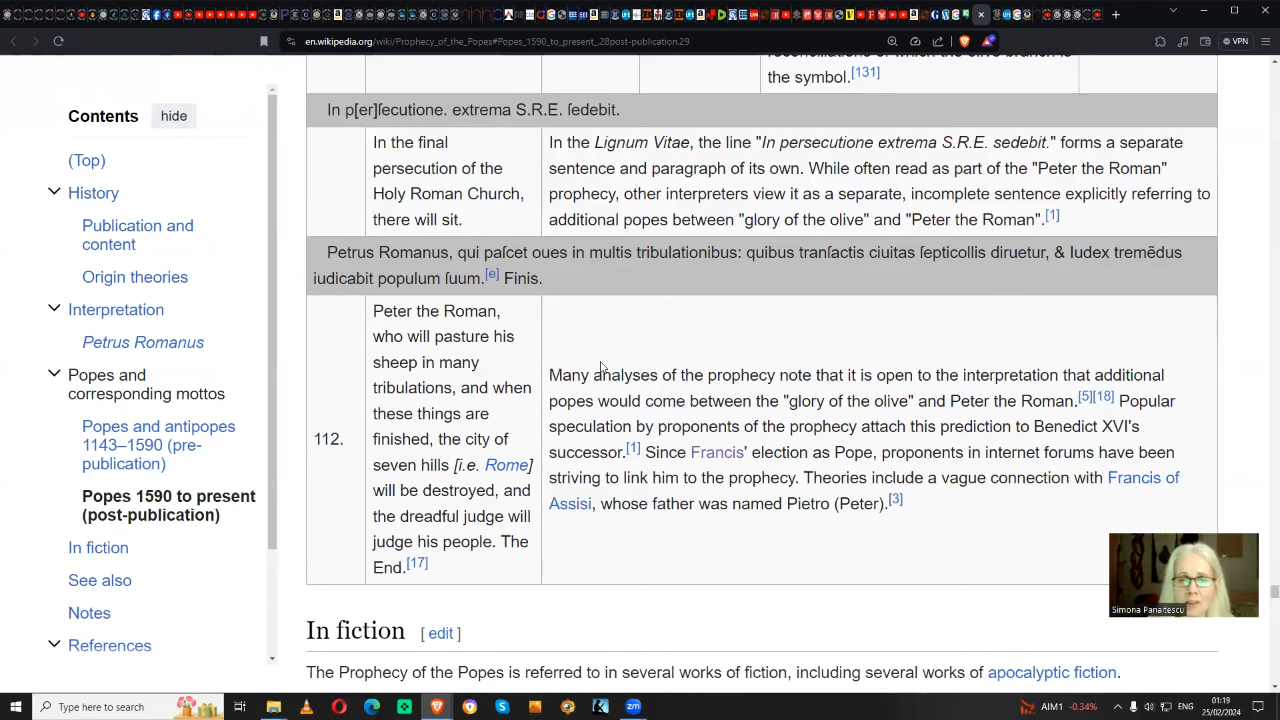 en.wikipedia.org/wiki/Prophecy_of_the_Popes#Popes_1590_to_present_.28post-publication.29
VPN
Contents
hide
(Top)
History
Publication and
content
Origin theories
Interpretation
Petrus Romanus
Popes and
corresponding mottos
Popes and antipopes
1143–1590 (pre-
publication)
Popes 1590 to present
(post-publication)
In fiction
See also
Notes
References
the symbol.[131]
In p[er]ſecutione. extrema S.R.E. ſedebit.
In the final
persecution of the
Holy Roman Church,
there will sit.
In the Lignum Vitae, the line "In persecutione extrema S.R.E. sedebit." forms a separate
sentence and paragraph of its own. While often read as part of the "Peter the Roman"
prophecy, other interpreters view it as a separate, incomplete sentence explicitly referring to
additional popes between "glory of the olive" and "Peter the Roman".[1]
Petrus Romanus, qui paſcet oues in multis tribulationibus: quibus tranſactis ciuitas ſepticollis diruetur, & Iudex tremẽdus
iudicabit populum ſuum.[e] Finis.
112.
Peter the Roman,
who will pasture his
sheep in many
tribulations, and when
these things are
finished, the city of
seven hills [i.e. Rome]
will be destroyed, and
the dreadful judge will
judge his people. The
End.[17]
Many analyses of the prophecy note that it is open to the interpretation that additional
popes would come between the "glory of the olive" and Peter the Roman.[5][18] Popular
speculation by proponents of the prophecy attach this prediction to Benedict XVI's
successor.[1] Since Francis' election as Pope, proponents in internet forums have been
striving to link him to the prophecy. Theories include a vague connection with Francis of
Assisi, whose father was named Pietro (Peter).[3]
In fiction [ edit ]
The Prophecy of the Popes is referred to in several works of fiction, including several works of apocalyptic fiction.
Simona Panaitescu
Type here to search
AIM1 -0.34%
ENG
01:19
25/02/2024